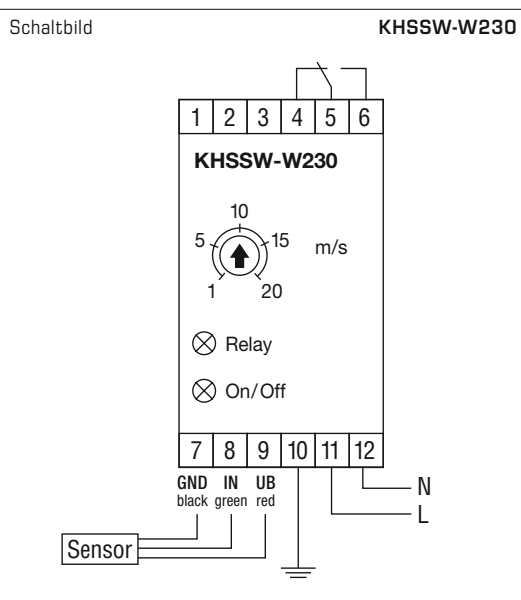 Schaltbild KHSSW-W230
1 2 3 4 5 6
KHSSW-W230
10
5 15 m/s
1 20
Relay
On/Off
7 8 9 10 11 12
GND IN UB N
black green red
L
Sensor